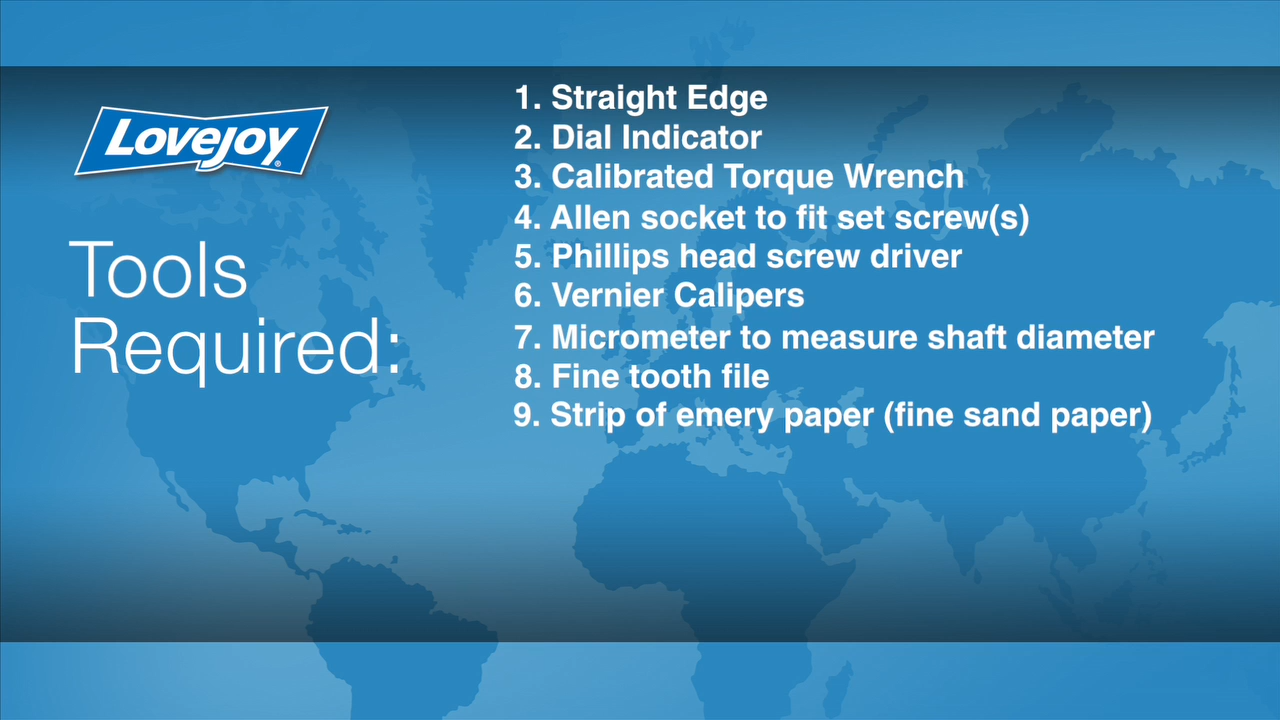 Lovejoy®
Tools
Required:
1. Straight Edge
2. Dial Indicator
3. Calibrated Torque Wrench
4. Allen socket to fit set screw(s)
5. Phillips head screw driver
6. Vernier Calipers
7. Micrometer to measure shaft diameter
8. Fine tooth file
9. Strip of emery paper (fine sand paper)